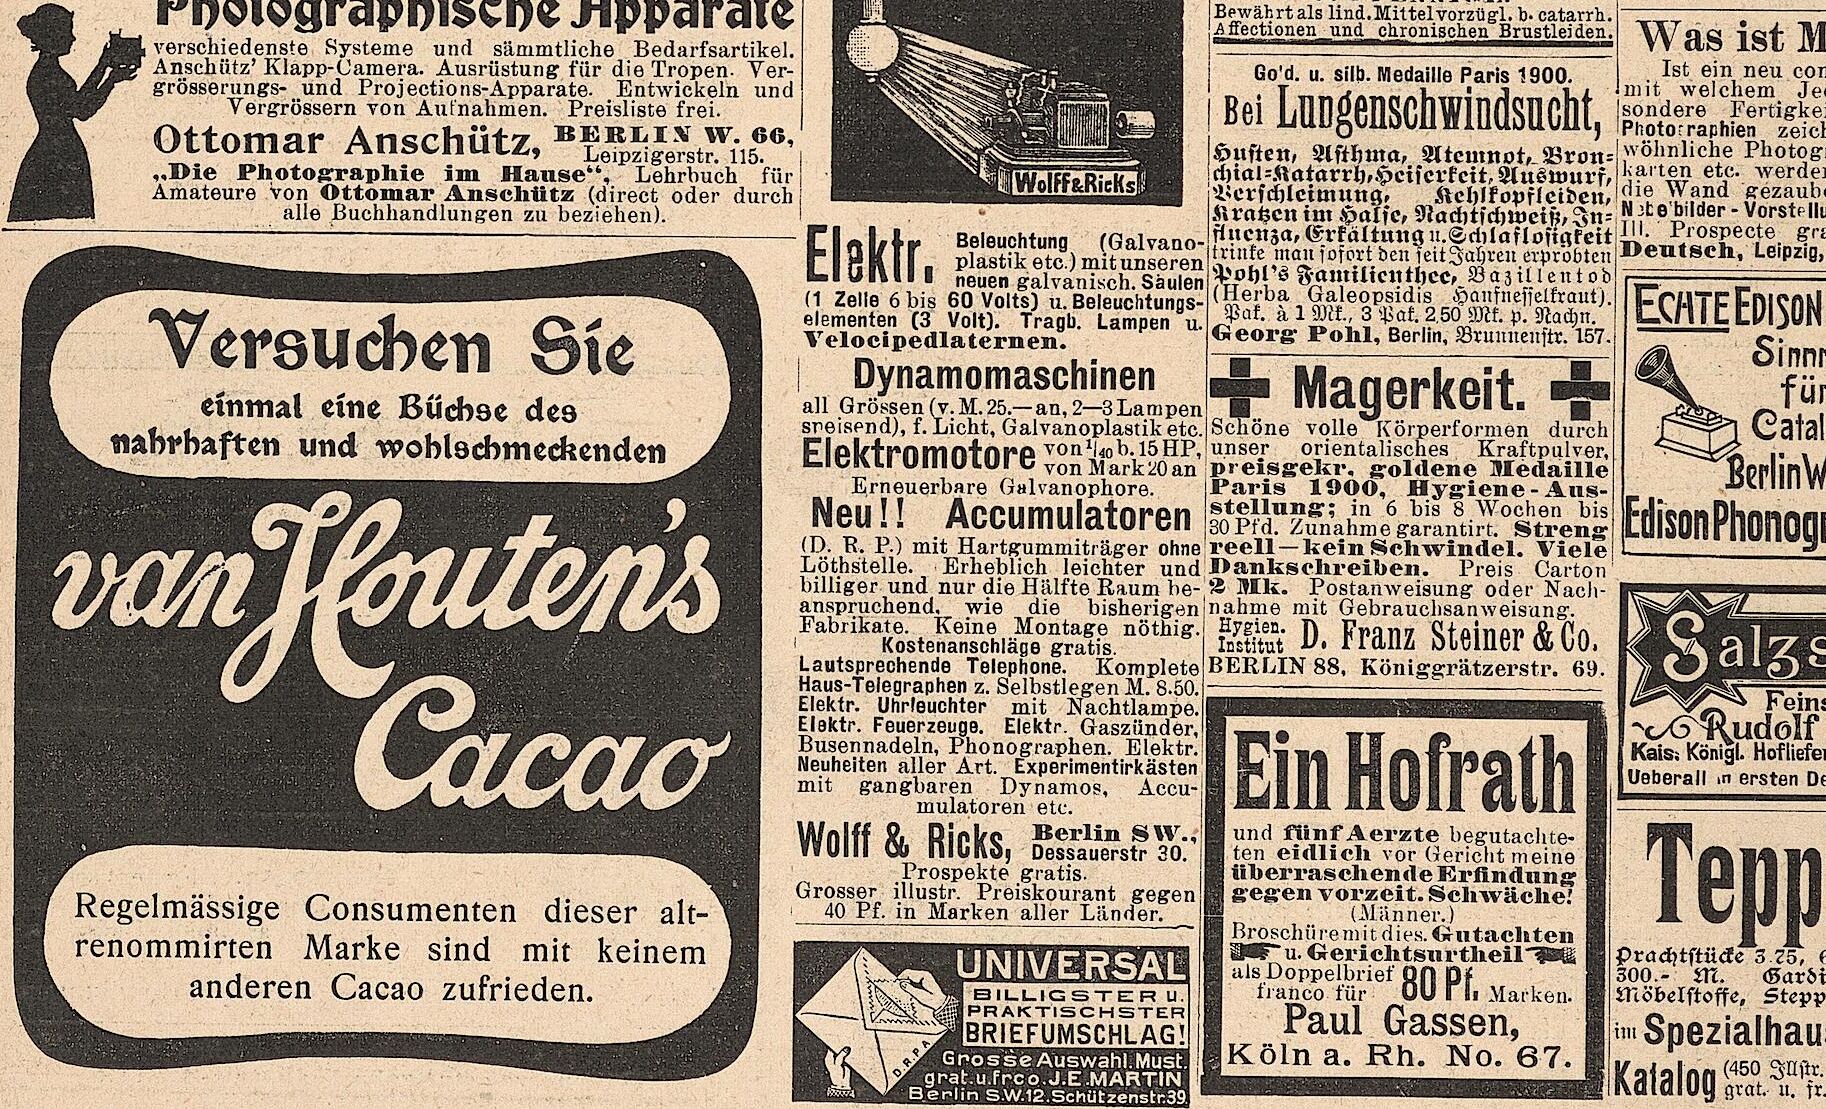 Photographische Apparate
verschiedenste Systeme und sämmtliche Bedarfsartikel.
Anschütz' Klapp-Camera. Ausrüstung für die Tropen. Ver-
grösserungs- und Projections-Apparate. Entwickeln und
Vergrössern von Aufnahmen. Preisliste frei.
Ottomar Anschütz, BERLIN W. 66,
Leipzigerstr. 115.
„Die Photographie im Hause“, Lehrbuch für
Amateure von Ottomar Anschütz (direct oder durch
alle Buchhandlungen zu beziehen).
Versuchen Sie
einmal eine Büchse des
nahrhaften und wohlschmeckenden
van Houten's
Cacao
Regelmässige Consumenten dieser alt-
renommirten Marke sind mit keinem
anderen Cacao zufrieden.
Wolff & Ricks
Elektr. Beleuchtung (Galvano-
plastik etc.) mit unseren
neuen galvanisch. Säulen
(1 Zelle 6 bis 60 Volts) u. Beleuchtungs-
elementen (3 Volt). Tragb. Lampen u.
Velocipedlaternen.
Dynamomaschinen
all Grössen (v. M. 25.— an, 2—3 Lampen
speisend), f. Licht, Galvanoplastik etc.
Elektromotore von 1/40 b. 15 HP,
von Mark 20 an
Erneuerbare Galvanophore.
Neu!! Accumulatoren
(D. R. P.) mit Hartgummiträger ohne
Löthstelle. Erheblich leichter und
billiger und nur die Hälfte Raum be-
anspruchend, wie die bisherigen
Fabrikate. Keine Montage nöthig.
Kostenanschläge gratis.
Lautsprechende Telephone. Komplete
Haus-Telegraphen z. Selbstlegen M. 8.50.
Elektr. Uhrleuchter mit Nachtlampe.
Elektr. Feuerzeuge. Elektr. Gaszünder,
Busennadeln, Phonographen. Elektr.
Neuheiten aller Art. Experimentirkästen
mit gangbaren Dynamos, Accu-
mulatoren etc.
Wolff & Ricks, Berlin SW.,
Dessauerstr 30.
Prospekte gratis.
Grosser illustr. Preiskourant gegen
40 Pf. in Marken aller Länder.
UNIVERSAL
BILLIGSTER u.
PRAKTISCHSTER
BRIEFUMSCHLAG!
D.R.P.A.
Grosse Auswahl. Must.
grat. u. frco. J. E. MARTIN
Berlin S.W. 12. Schützenstr. 39.
Bewährt als lind. Mittel vorzügl. b. catarrh.
Affectionen und chronischen Brustleiden.
Go'd. u. silb. Medaille Paris 1900.
Bei Lungenschwindsucht,
Husten, Asthma, Atemnot, Bron-
chial-Katarrh, Heiserkeit, Auswurf,
Verschleimung, Kehlkopfleiden,
Kratzen im Halse, Nachtschweiß, In-
fluenza, Erkältung u. Schlaflosigkeit
trinke man sofort den seit Jahren erprobten
Pohl's Familienthee, Bazillentod
(Herba Galeopsidis Hanfnesselkraut).
Pak. à 1 Mk., 3 Pak. 2,50 Mk. p. Nachn.
Georg Pohl, Berlin, Brunnenstr. 157.
Magerkeit.
Schöne volle Körperformen durch
unser orientalisches Kraftpulver,
preisgekr. goldene Medaille
Paris 1900, Hygiene-Aus-
stellung; in 6 bis 8 Wochen bis
30 Pfd. Zunahme garantirt. Streng
reell — kein Schwindel. Viele
Dankschreiben. Preis Carton
2 Mk. Postanweisung oder Nach-
nahme mit Gebrauchsanweisung.
Hygien.
Institut D. Franz Steiner & Co.
BERLIN 88, Königgrätzerstr. 69.
Ein Hofrath
und fünf Aerzte begutachte-
ten eidlich vor Gericht meine
überraschende Erfindung
gegen vorzeit. Schwäche!
(Männer.)
Broschüre mit dies. Gutachten
u. Gerichtsurtheil
als Doppelbrief 80 Pf.
franco für Marken.
Paul Gassen,
Köln a. Rh. No. 67.
Was ist
Ist ein neu
mit welchem
sondere
Photographien
wöhnliche
karten etc.
die Wand
Nebelbilder -
Ill. Prospecte
Deutsch, Leipzig,
ECHTE EDISON
für
Berlin W
Edison
Rudolf
Kais. Königl.
Ueberall in ersten
Prachtstücke 3.75,
300.- M.
Möbelstoffe,
im
Katalog (450 Illstr.
grat. u. fr.